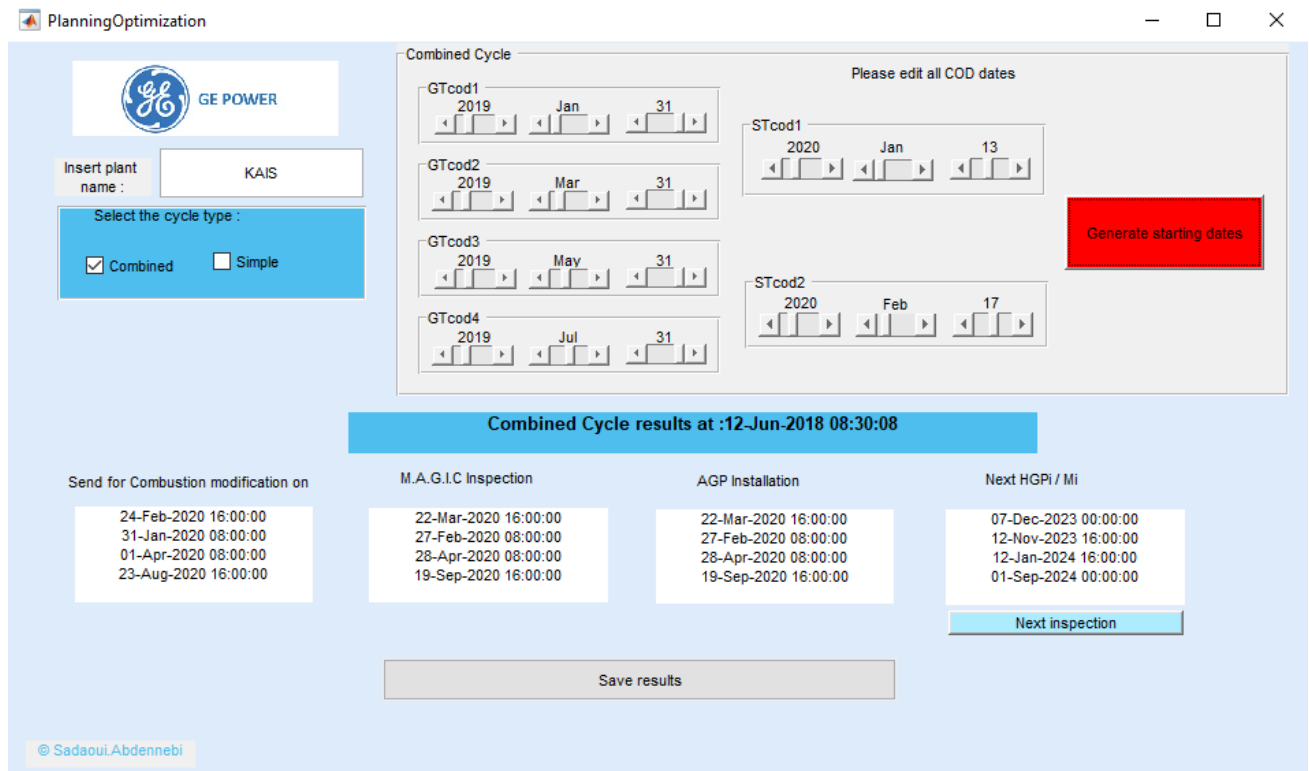 PlanningOptimization
GE POWER
Insert plant
name :
KAIS
Select the cycle type :
Combined
Simple
Combined Cycle
Please edit all COD dates
GTcod1
2019 Jan 31
GTcod2
2019 Mar 31
GTcod3
2019 May 31
GTcod4
2019 Jul 31
STcod1
2020 Jan 13
STcod2
2020 Feb 17
Generate starting dates
Combined Cycle results at :12-Jun-2018 08:30:08
Send for Combustion modification on
24-Feb-2020 16:00:00
31-Jan-2020 08:00:00
01-Apr-2020 08:00:00
23-Aug-2020 16:00:00
M.A.G.I.C Inspection
22-Mar-2020 16:00:00
27-Feb-2020 08:00:00
28-Apr-2020 08:00:00
19-Sep-2020 16:00:00
AGP Installation
22-Mar-2020 16:00:00
27-Feb-2020 08:00:00
28-Apr-2020 08:00:00
19-Sep-2020 16:00:00
Next HGPi / Mi
07-Dec-2023 00:00:00
12-Nov-2023 16:00:00
12-Jan-2024 16:00:00
01-Sep-2024 00:00:00
Next inspection
Save results
© Sadaoui.Abdennebi